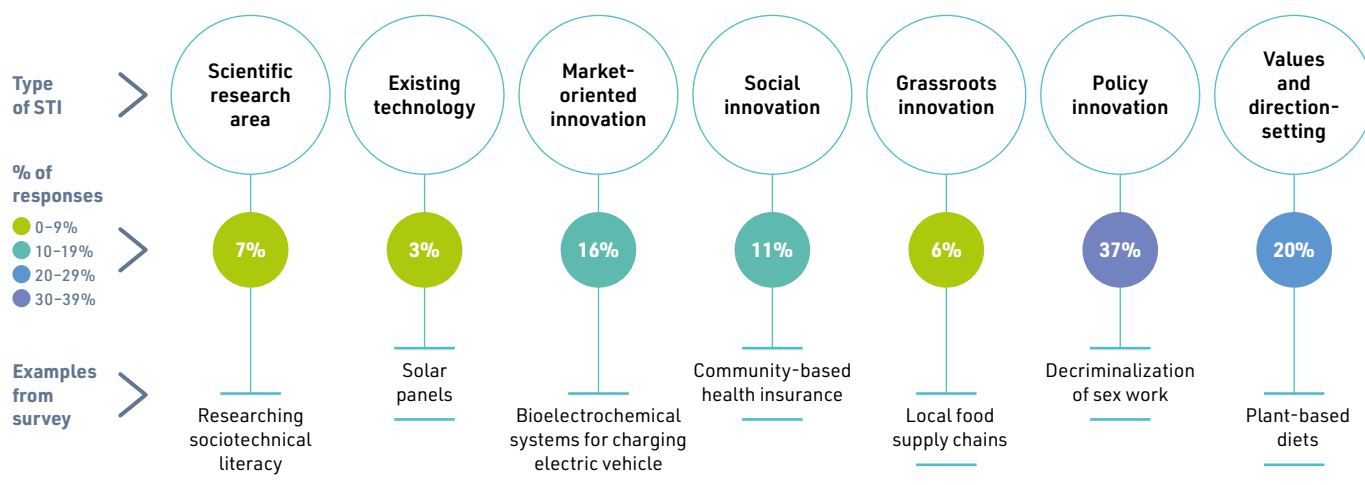 Type
of STI
Scientific
research
area
Existing
technology
Market-
oriented
innovation
Social
innovation
Grassroots
innovation
Policy
innovation
Values
and
direction-
setting
% of
responses
0–9%
10–19%
20–29%
30–39%
7%
3%
16%
11%
6%
37%
20%
Examples
from
survey
Researching
sociotechnical
literacy
Solar
panels
Bioelectrochemical
systems for charging
electric vehicle
Community-based
health insurance
Local food
supply chains
Decriminalization
of sex work
Plant-based
diets